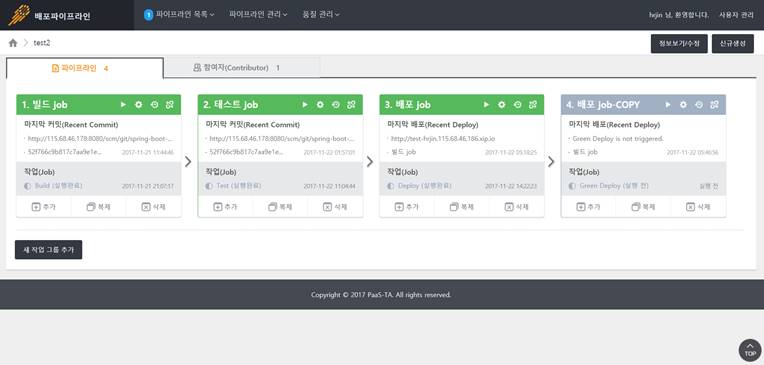 배포파이프라인
1 파이프라인 목록 파이프라인 관리 품질 관리
hrjin 님, 환영합니다. 사용자 관리
test2
정보보기/수정 신규생성
파이프라인 4
참여자(Contributor) 1
1. 빌드 Job
마지막 커밋(Recent Commit)
· http://115.68.46.178:8080/scm/git/spring-boot-...
· 52f766c9b817c7aa9e1e... 2017-11-21 11:44:46
작업(Job)
Build (실행완료) 2017-11-21 21:07:17
추가 복제 삭제
2. 테스트 Job
마지막 커밋(Recent Commit)
· http://115.68.46.178:8080/scm/git/spring-boot-...
· 52f766c9b817c7aa9e1e... 2017-11-22 01:57:01
작업(Job)
Test (실행완료) 2017-11-22 11:04:44
추가 복제 삭제
3. 배포 Job
마지막 배포(Recent Deploy)
· http://test-hrjin.115.68.46.186.xip.io
· 빌드 job 2017-11-22 05:18:25
작업(Job)
Deploy (실행완료) 2017-11-22 14:22:23
추가 복제 삭제
4. 배포 Job-COPY
마지막 배포(Recent Deploy)
· Green Deploy is not triggered.
· 빌드 job 2017-11-22 05:46:56
작업(Job)
Green Deploy (실행 전) 실행 전
추가 복제 삭제
새 작업 그룹 추가
Copyright © 2017 PaaS-TA. All rights reserved.
TOP